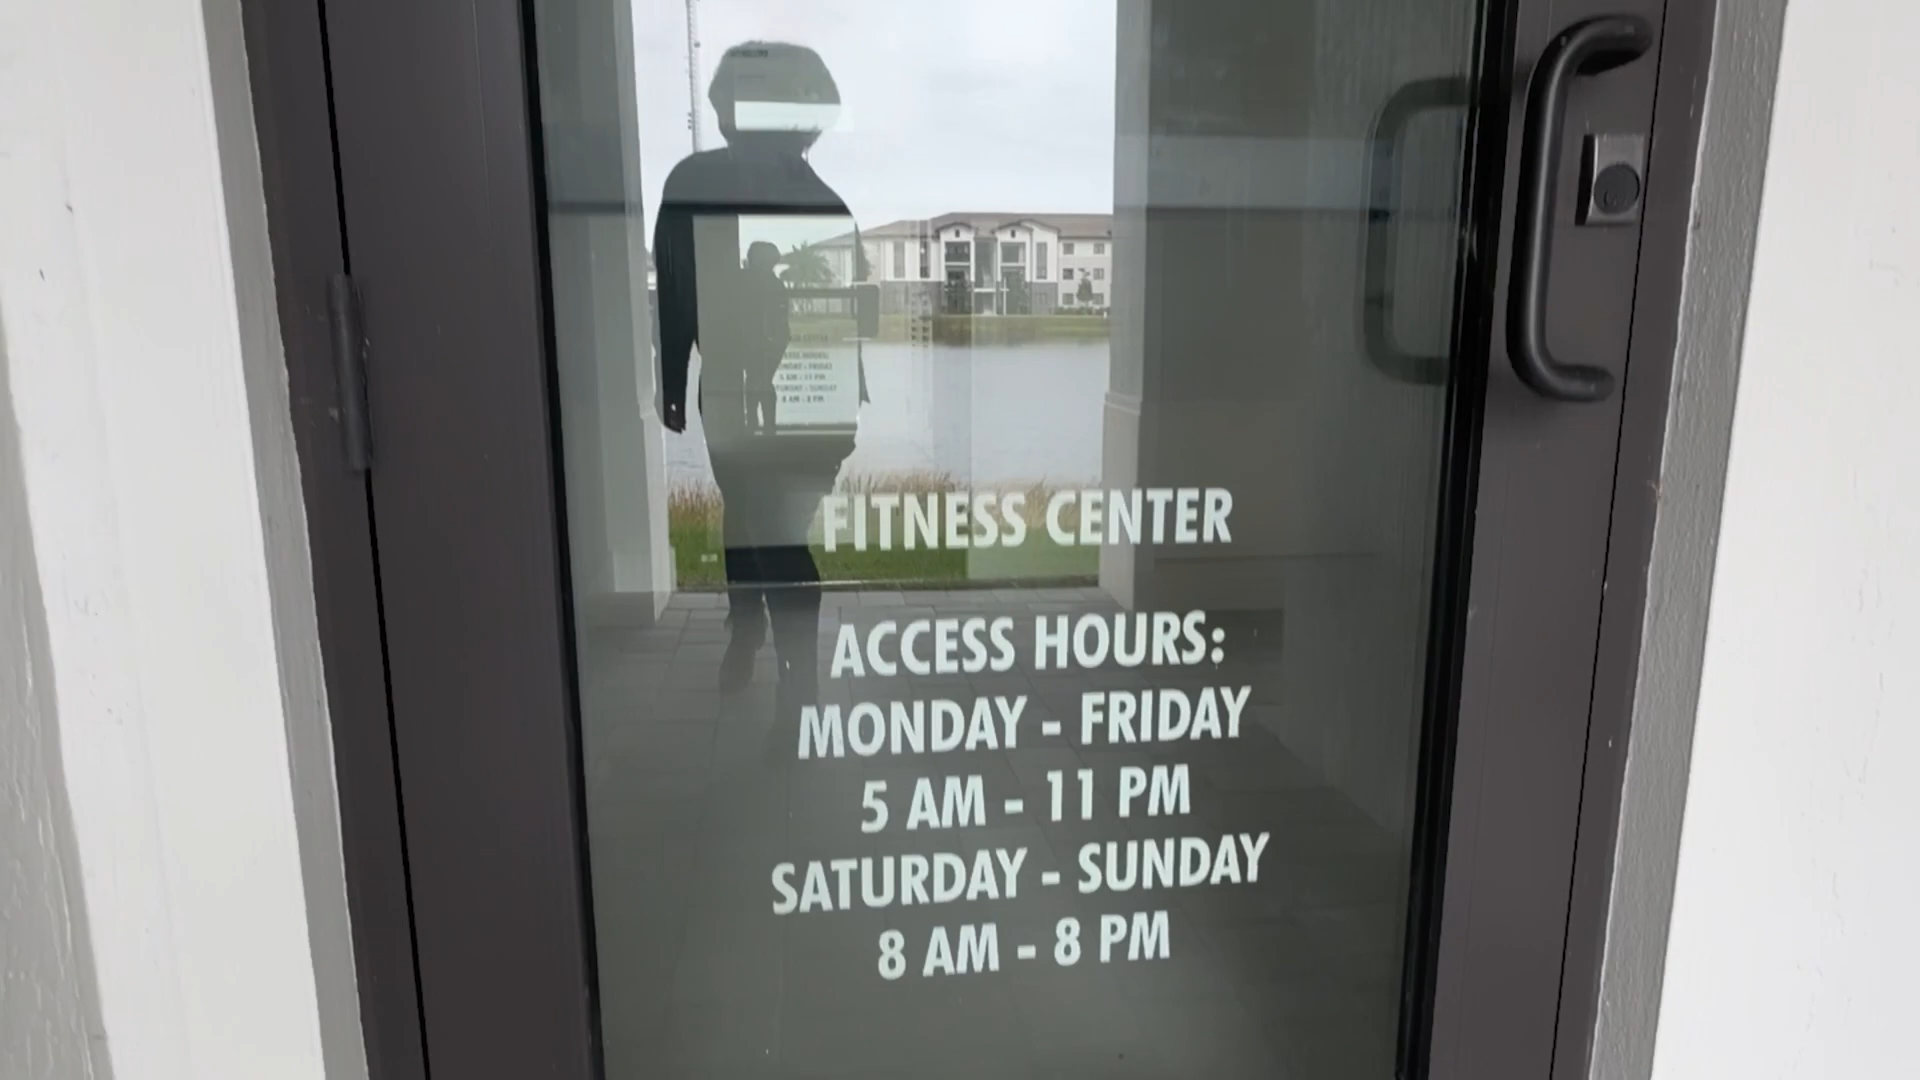 FITNESS CENTER
ACCESS HOURS:
MONDAY - FRIDAY
5 AM - 11 PM
SATURDAY - SUNDAY
8 AM - 8 PM